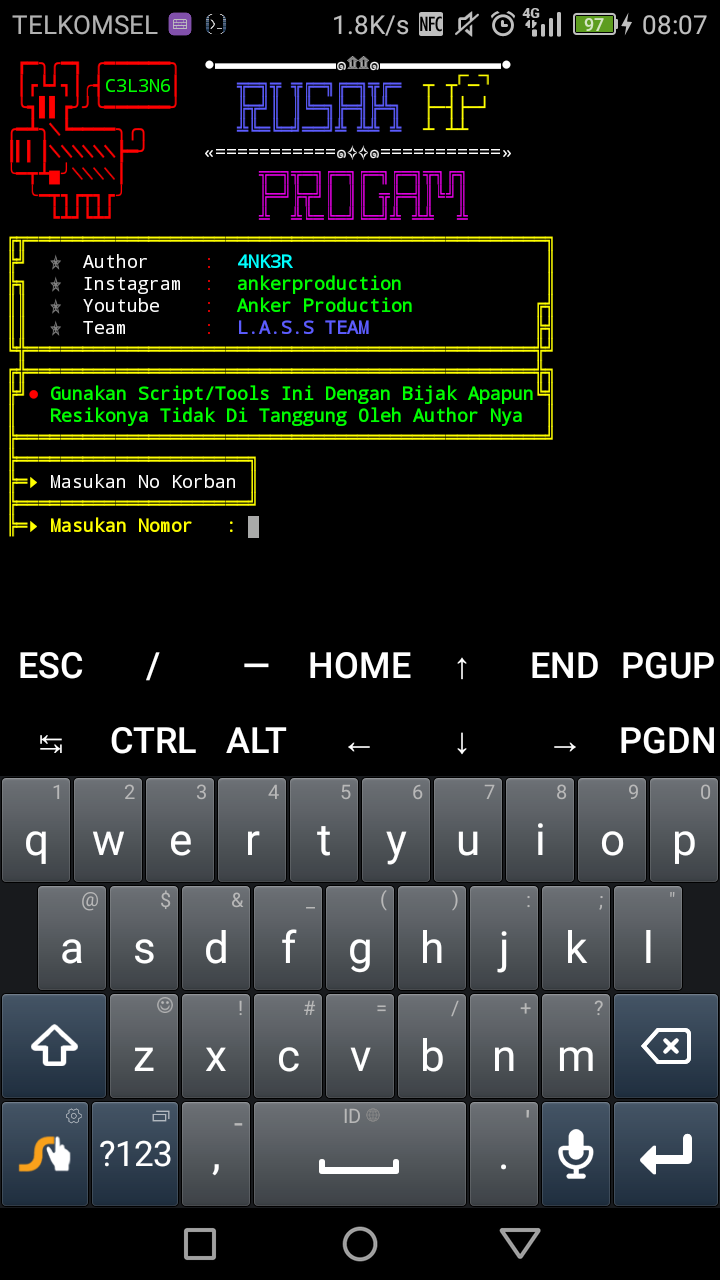 TELKOMSEL 1.8K/s NFC 4G 97 08:07
C3L3N6
RUSAK HP
PROGAM
Author : 4NK3R
Instagram : ankerproduction
Youtube : Anker Production
Team : L.A.S.S TEAM
Gunakan Script/Tools Ini Dengan Bijak Apapun
Resikonya Tidak Di Tanggung Oleh Author Nya
Masukan No Korban
Masukan Nomor :
ESC / — HOME ↑ END PGUP
↹ CTRL ALT ← ↓ → PGDN
1 2 3 4 5 6 7 8 9 0
q w e r t y u i o p
@ $ & _ ( ) : ; "
a s d f g h j k l
! # = / + ?
z x c v b n m
- ID '
?123 , .